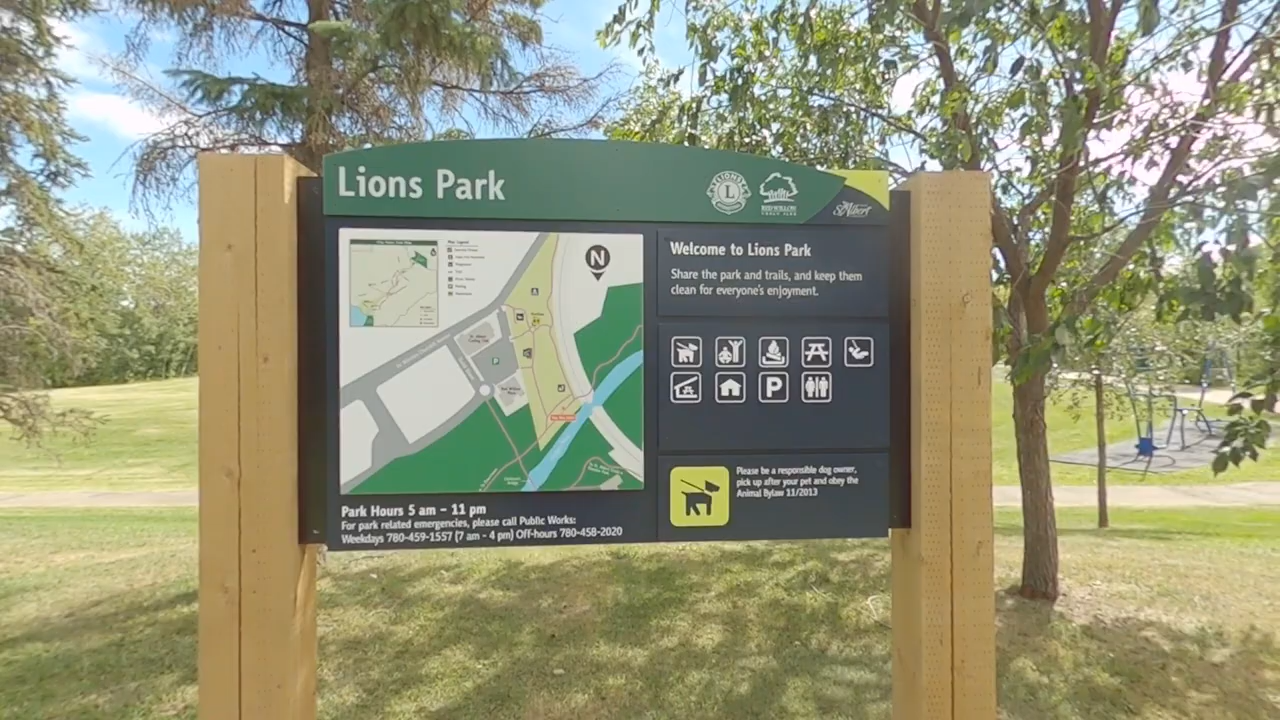 Lions Park
LIONS
L
RED WILLOW
St Albert
N
P
Welcome to Lions Park
Share the park and trails, and keep them
clean for everyone's enjoyment.
P
Please be a responsible dog owner,
pick up after your pet and obey the
Animal Bylaw 11/2013
Park Hours 5 am – 11 pm
For park related emergencies, please call Public Works:
Weekdays 780-459-1557 (7 am - 4 pm) Off-hours 780-458-2020